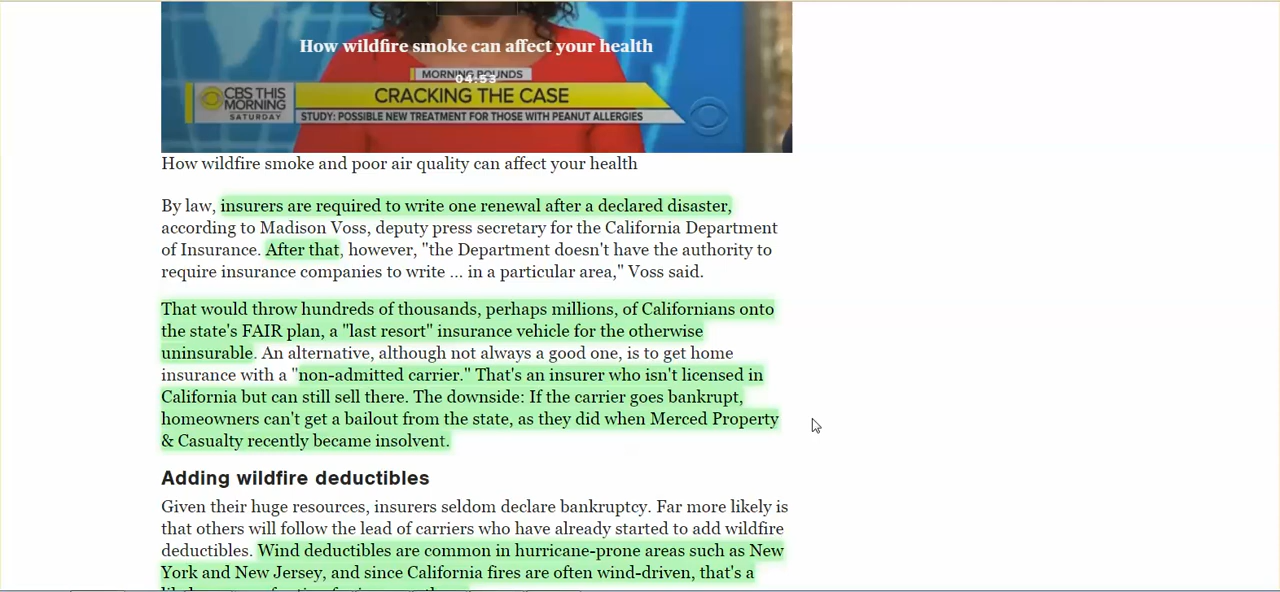 How wildfire smoke can affect your health
MORNING ROUNDS
04:53
CBS THIS
MORNING
SATURDAY
CRACKING THE CASE
STUDY: POSSIBLE NEW TREATMENT FOR THOSE WITH PEANUT ALLERGIES
How wildfire smoke and poor air quality can affect your health
By law, insurers are required to write one renewal after a declared disaster,
according to Madison Voss, deputy press secretary for the California Department
of Insurance. After that, however, "the Department doesn't have the authority to
require insurance companies to write ... in a particular area," Voss said.
That would throw hundreds of thousands, perhaps millions, of Californians onto
the state's FAIR plan, a "last resort" insurance vehicle for the otherwise
uninsurable. An alternative, although not always a good one, is to get home
insurance with a "non-admitted carrier." That's an insurer who isn't licensed in
California but can still sell there. The downside: If the carrier goes bankrupt,
homeowners can't get a bailout from the state, as they did when Merced Property
& Casualty recently became insolvent.
Adding wildfire deductibles
Given their huge resources, insurers seldom declare bankruptcy. Far more likely is
that others will follow the lead of carriers who have already started to add wildfire
deductibles. Wind deductibles are common in hurricane-prone areas such as New
York and New Jersey, and since California fires are often wind-driven, that's a